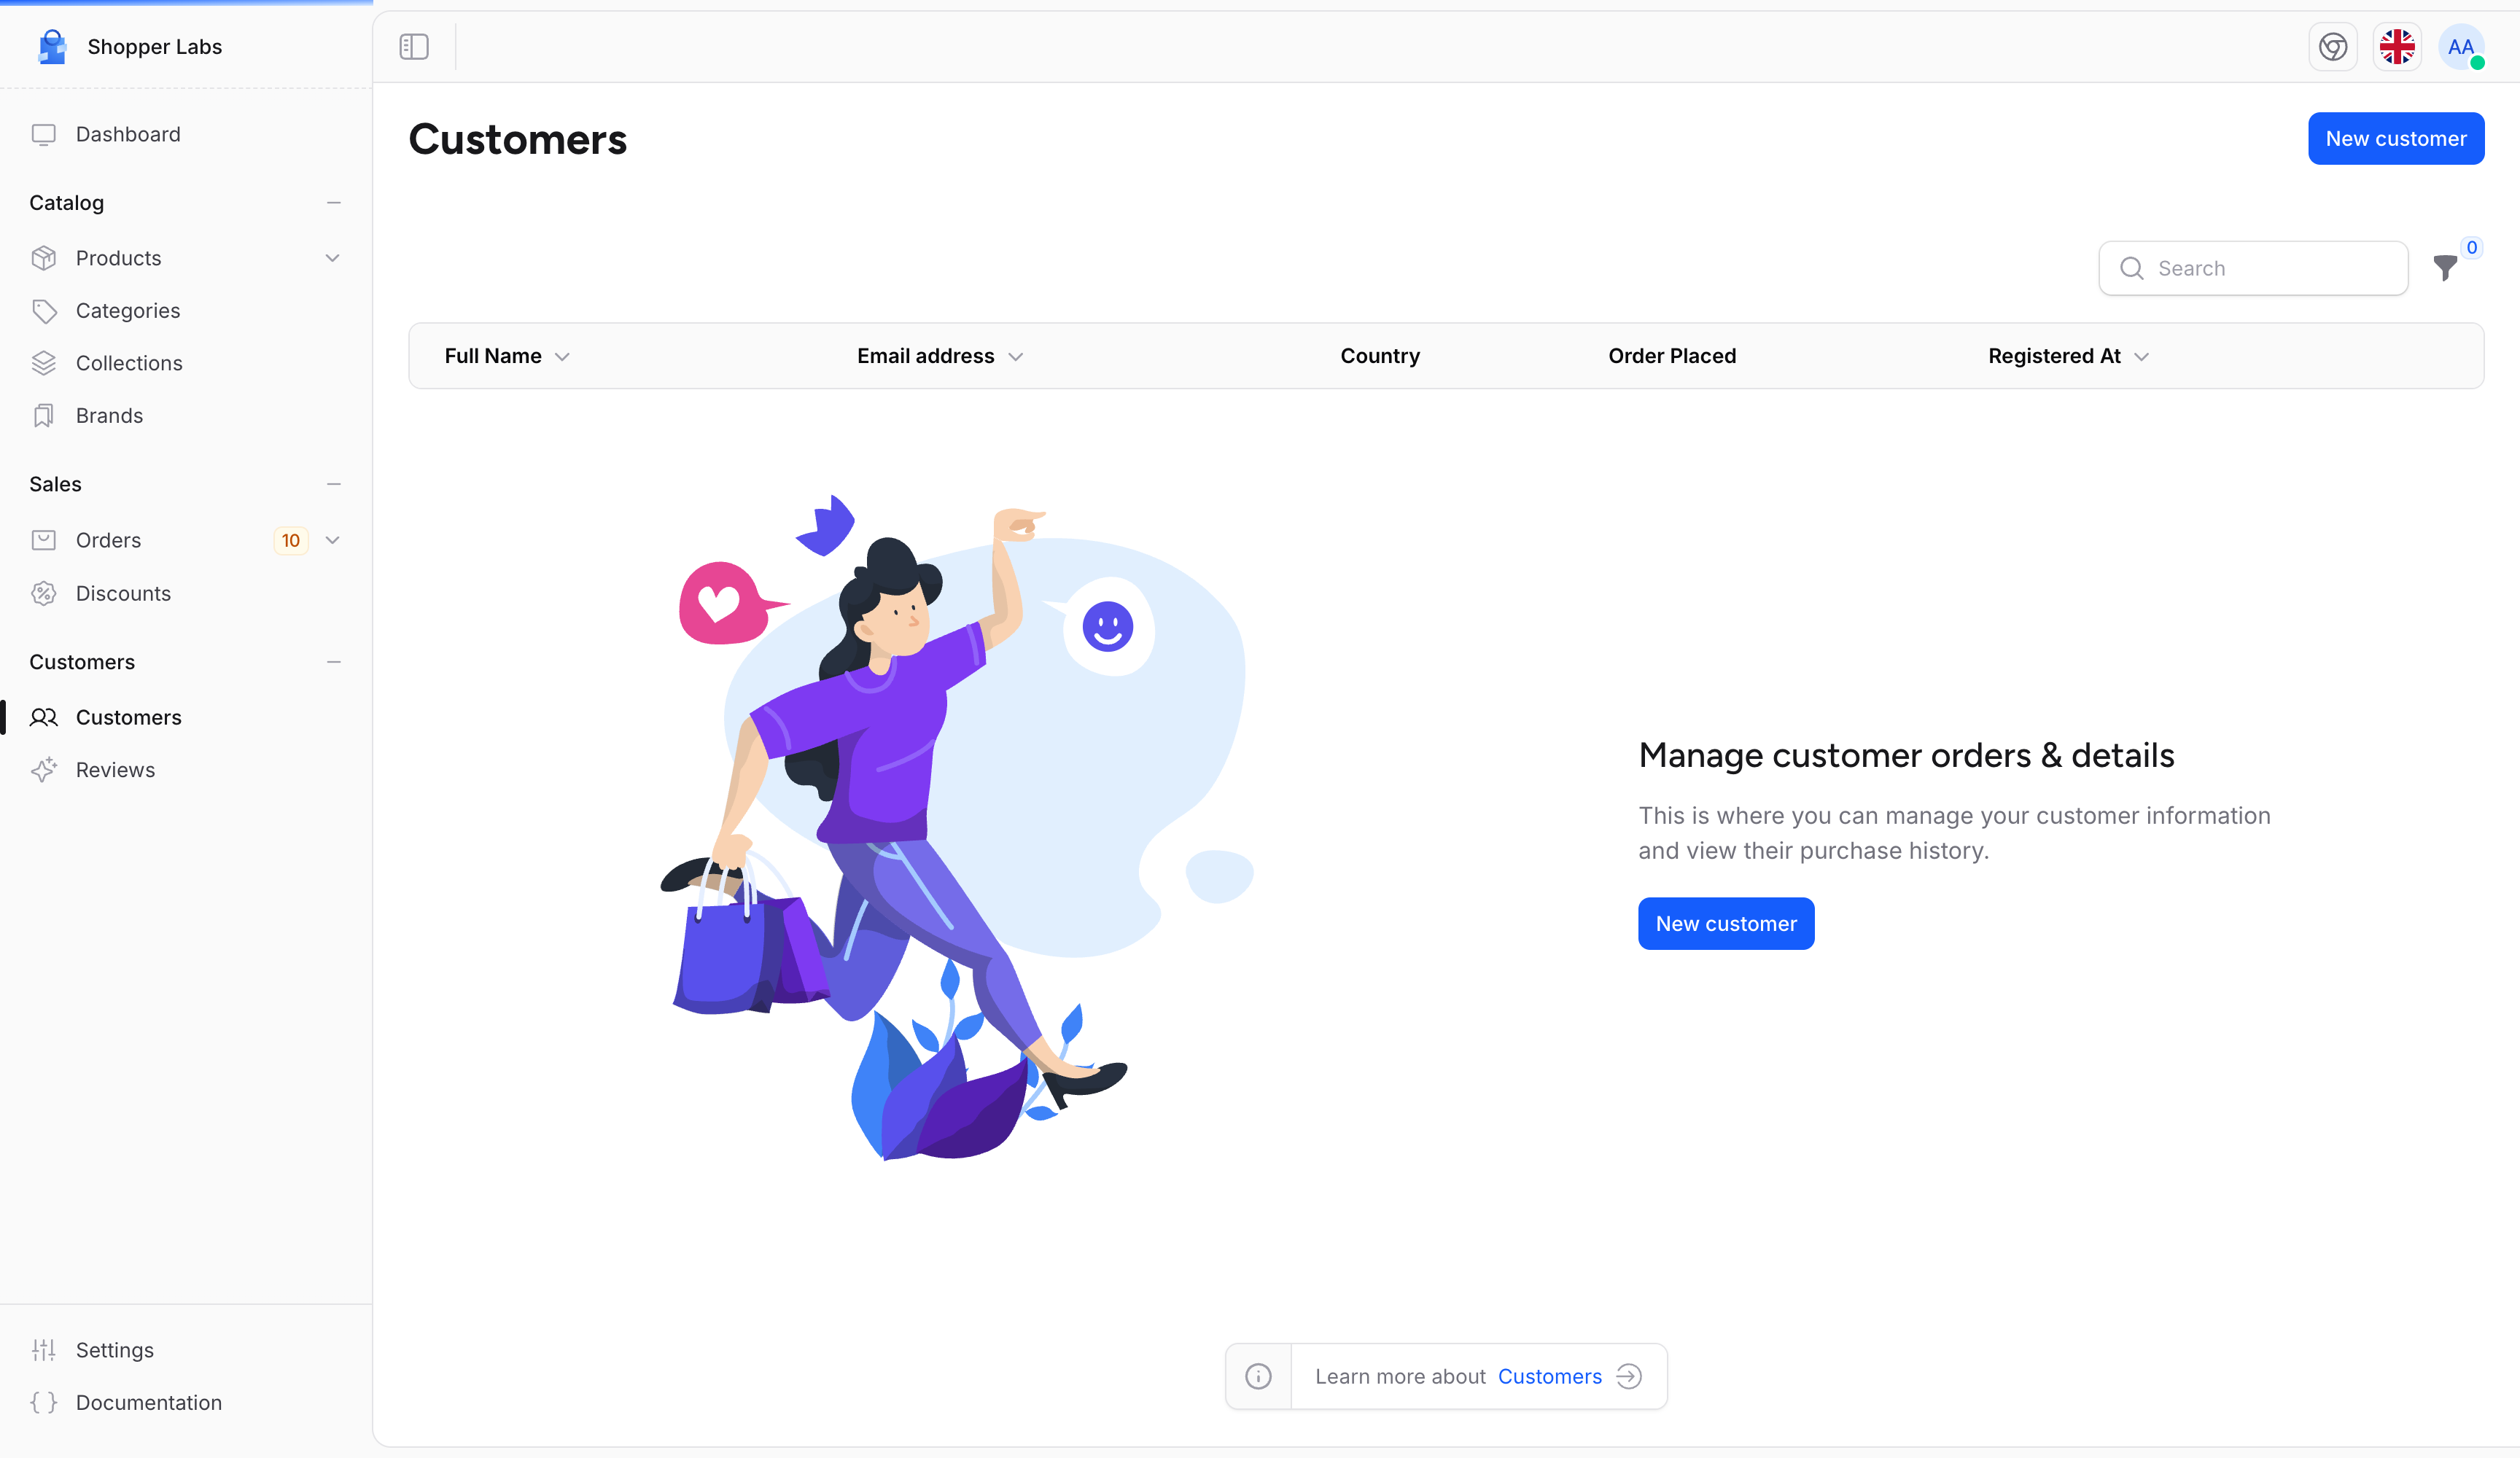 Shopper Labs
AA
Dashboard
Catalog
Products
Categories
Collections
Brands
Sales
Orders 10
Discounts
Customers
Customers
Reviews
Settings
Documentation
Customers
New customer
Search
0
Full Name Email address Country Order Placed Registered At
Manage customer orders & details
This is where you can manage your customer information
and view their purchase history.
New customer
Learn more about Customers